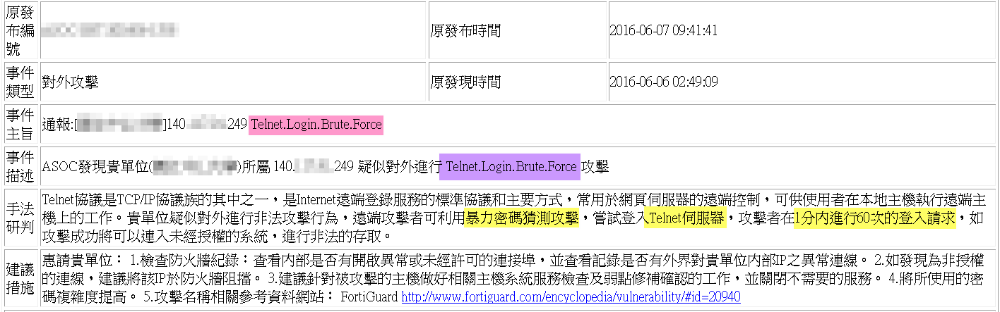 原發布編號
原發布時間
2016-06-07 09:41:41
事件類型
對外攻擊
原發現時間
2016-06-06 02:49:09
事件主旨
通報:[ ]140. 249 Telnet.Login.Brute.Force
事件描述
ASOC發現貴單位( )所屬 140. .249 疑似對外進行 Telnet.Login.Brute.Force 攻擊
手法研判
Telnet協議是TCP/IP協議族的其中之一，是Internet遠端登錄服務的標準協議和主要方式，常用於網頁伺服器的遠端控制，可供使用者在本地主機執行遠端主
機上的工作。貴單位疑似對外進行非法攻擊行為，遠端攻擊者可利用暴力密碼猜測攻擊，嘗試登入Telnet伺服器，攻擊者在1分內進行60次的登入請求，如
攻擊成功將可以連入未經授權的系統，進行非法的存取。
建議措施
惠請貴單位： 1.檢查防火牆紀錄：查看內部是否有開啟異常或未經許可的連接埠，並查看記錄是否有外界對貴單位內部IP之異常連線。 2.如發現為非授權
的連線，建議將該IP於防火牆阻擋。 3.建議針對被攻擊的主機做好相關主機系統服務檢查及弱點修補確認的工作，並關閉不需要的服務。 4.將所使用的密
碼複雜度提高。 5.攻擊名稱相關參考資料網站： FortiGuard http://www.fortiguard.com/encyclopedia/vulnerability/#id=20940